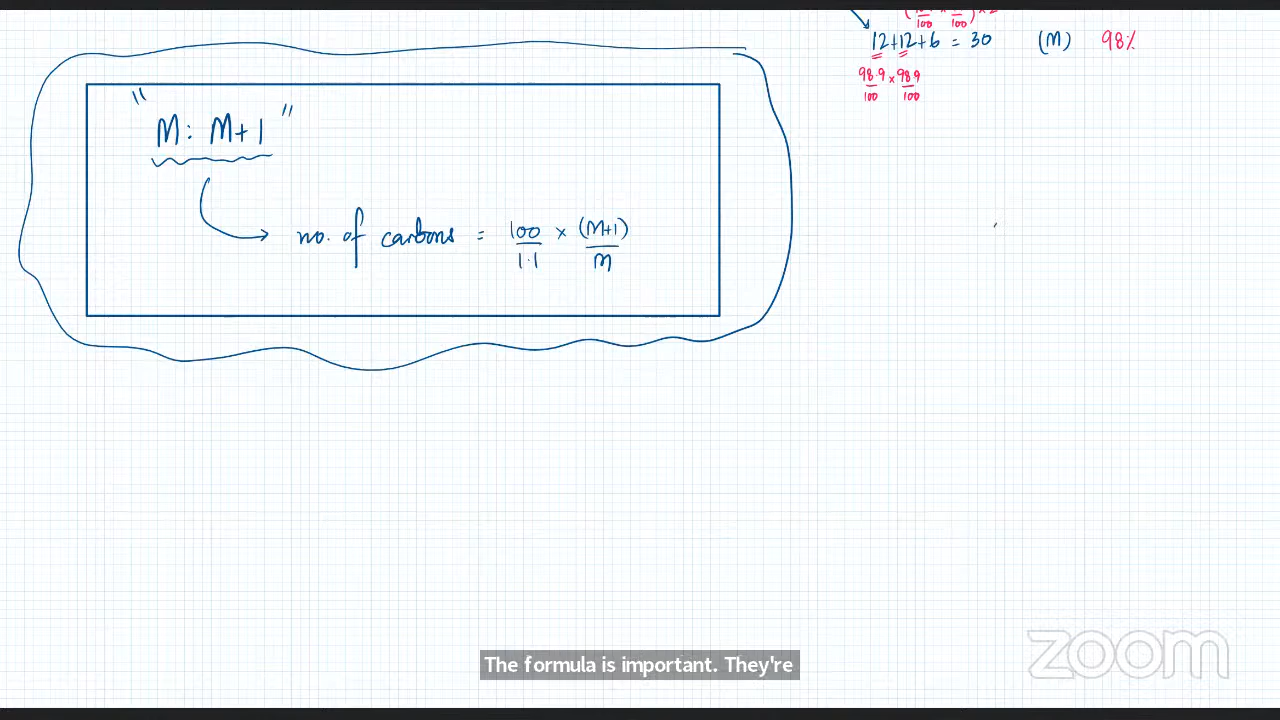 12+12+6 = 30 (M) 98%
98.9 × 98.9
100 100
" M : M+1 "
no. of carbons = 100 × (M+1)
1.1 M
The formula is important. They're
zoom